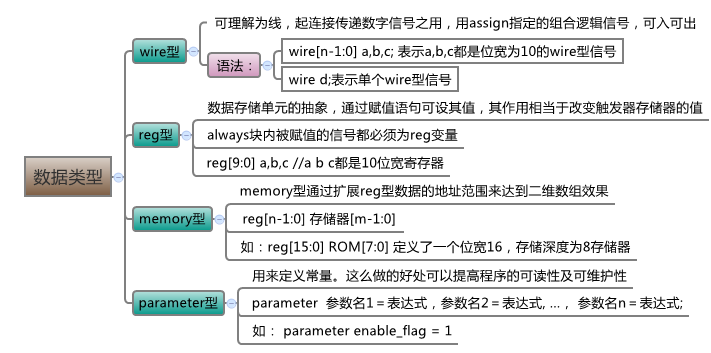 数据类型
wire型
可理解为线，起连接传递数字信号之用，用assign指定的组合逻辑信号，可入可出
语法：
wire[n-1:0] a,b,c; 表示a,b,c都是位宽为10的wire型信号
wire d;表示单个wire型信号
reg型
数据存储单元的抽象，通过赋值语句可设其值，其作用相当于改变触发器存储器的值
always块内被赋值的信号都必须为reg变量
reg[9:0] a,b,c //a b c都是10位宽寄存器
memory型
memory型通过扩展reg型数据的地址范围来达到二维数组效果
reg[n-1:0] 存储器[m-1:0]
如：reg[15:0] ROM[7:0] 定义了一个位宽16，存储深度为8存储器
parameter型
用来定义常量。这么做的好处可以提高程序的可读性及可维护性
parameter 参数名1＝表达式，参数名2＝表达式, ...， 参数名n＝表达式;
如： parameter enable_flag = 1